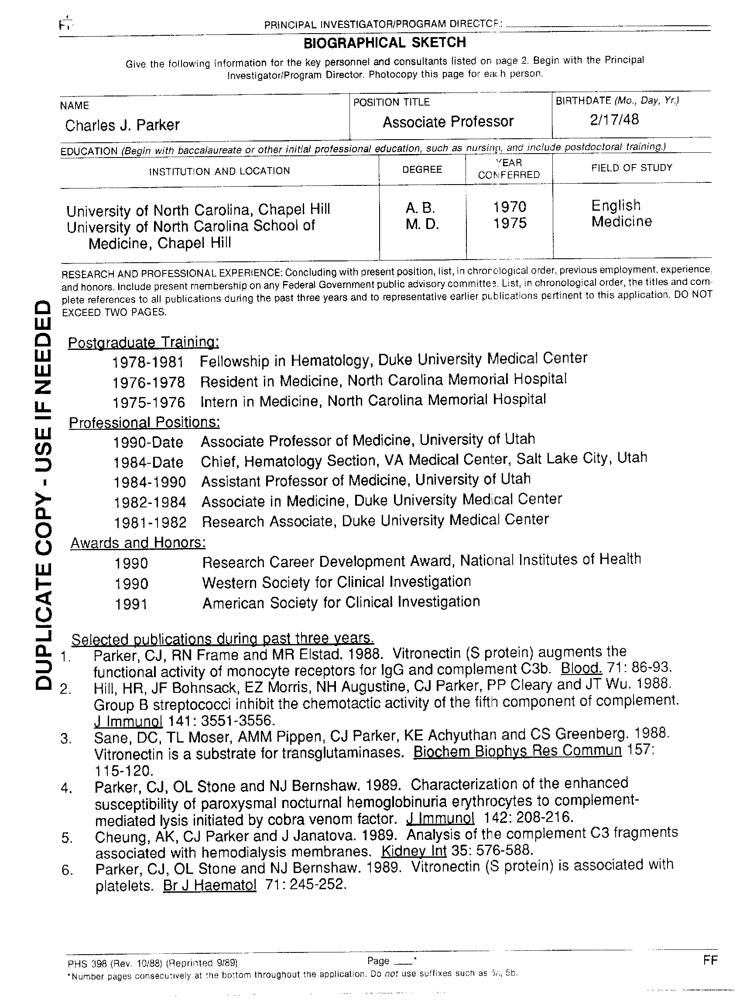 PRINCIPAL INVESTIGATOR/PROGRAM DIRECTOR:
BIOGRAPHICAL SKETCH
Give the following information for the key personnel and consultants listed on page 2. Begin with the Principal
Investigator/Program Director. Photocopy this page for each person.
NAME
Charles J. Parker
POSITION TITLE
Associate Professor
BIRTHDATE (Mo., Day, Yr.)
2/17/48
EDUCATION (Begin with baccalaureate or other initial professional education, such as nursing, and include postdoctoral training.)
INSTITUTION AND LOCATION DEGREE YEAR CONFERRED FIELD OF STUDY
University of North Carolina, Chapel Hill A. B. 1970 English
University of North Carolina School of M. D. 1975 Medicine
Medicine, Chapel Hill
RESEARCH AND PROFESSIONAL EXPERIENCE: Concluding with present position, list, in chronological order, previous employment, experience,
and honors. Include present membership on any Federal Government public advisory committee. List, in chronological order, the titles and com-
plete references to all publications during the past three years and to representative earlier publications pertinent to this application. DO NOT
EXCEED TWO PAGES.
DUPLICATE COPY - USE IF NEEDED
Postgraduate Training:
1978-1981 Fellowship in Hematology, Duke University Medical Center
1976-1978 Resident in Medicine, North Carolina Memorial Hospital
1975-1976 Intern in Medicine, North Carolina Memorial Hospital
Professional Positions:
1990-Date Associate Professor of Medicine, University of Utah
1984-Date Chief, Hematology Section, VA Medical Center, Salt Lake City, Utah
1984-1990 Assistant Professor of Medicine, University of Utah
1982-1984 Associate in Medicine, Duke University Medical Center
1981-1982 Research Associate, Duke University Medical Center
Awards and Honors:
1990 Research Career Development Award, National Institutes of Health
1990 Western Society for Clinical Investigation
1991 American Society for Clinical Investigation
Selected publications during past three years.
1. Parker, CJ, RN Frame and MR Elstad. 1988. Vitronectin (S protein) augments the
functional activity of monocyte receptors for IgG and complement C3b. Blood. 71: 86-93.
2. Hill, HR, JF Bohnsack, EZ Morris, NH Augustine, CJ Parker, PP Cleary and JT Wu. 1988.
Group B streptococci inhibit the chemotactic activity of the fifth component of complement.
J Immunol 141: 3551-3556.
3. Sane, DC, TL Moser, AMM Pippen, CJ Parker, KE Achyuthan and CS Greenberg. 1988.
Vitronectin is a substrate for transglutaminases. Biochem Biophys Res Commun 157:
115-120.
4. Parker, CJ, OL Stone and NJ Bernshaw. 1989. Characterization of the enhanced
susceptibility of paroxysmal nocturnal hemoglobinuria erythrocytes to complement-
mediated lysis initiated by cobra venom factor. J Immunol 142: 208-216.
5. Cheung, AK, CJ Parker and J Janatova. 1989. Analysis of the complement C3 fragments
associated with hemodialysis membranes. Kidney Int 35: 576-588.
6. Parker, CJ, OL Stone and NJ Bernshaw. 1989. Vitronectin (S protein) is associated with
platelets. Br J Haematol 71: 245-252.
PHS 398 (Rev. 10/88) (Reprinted 9/89) Page ___* FF
*Number pages consecutively at the bottom throughout the application. Do not use suffixes such as 5a, 5b.